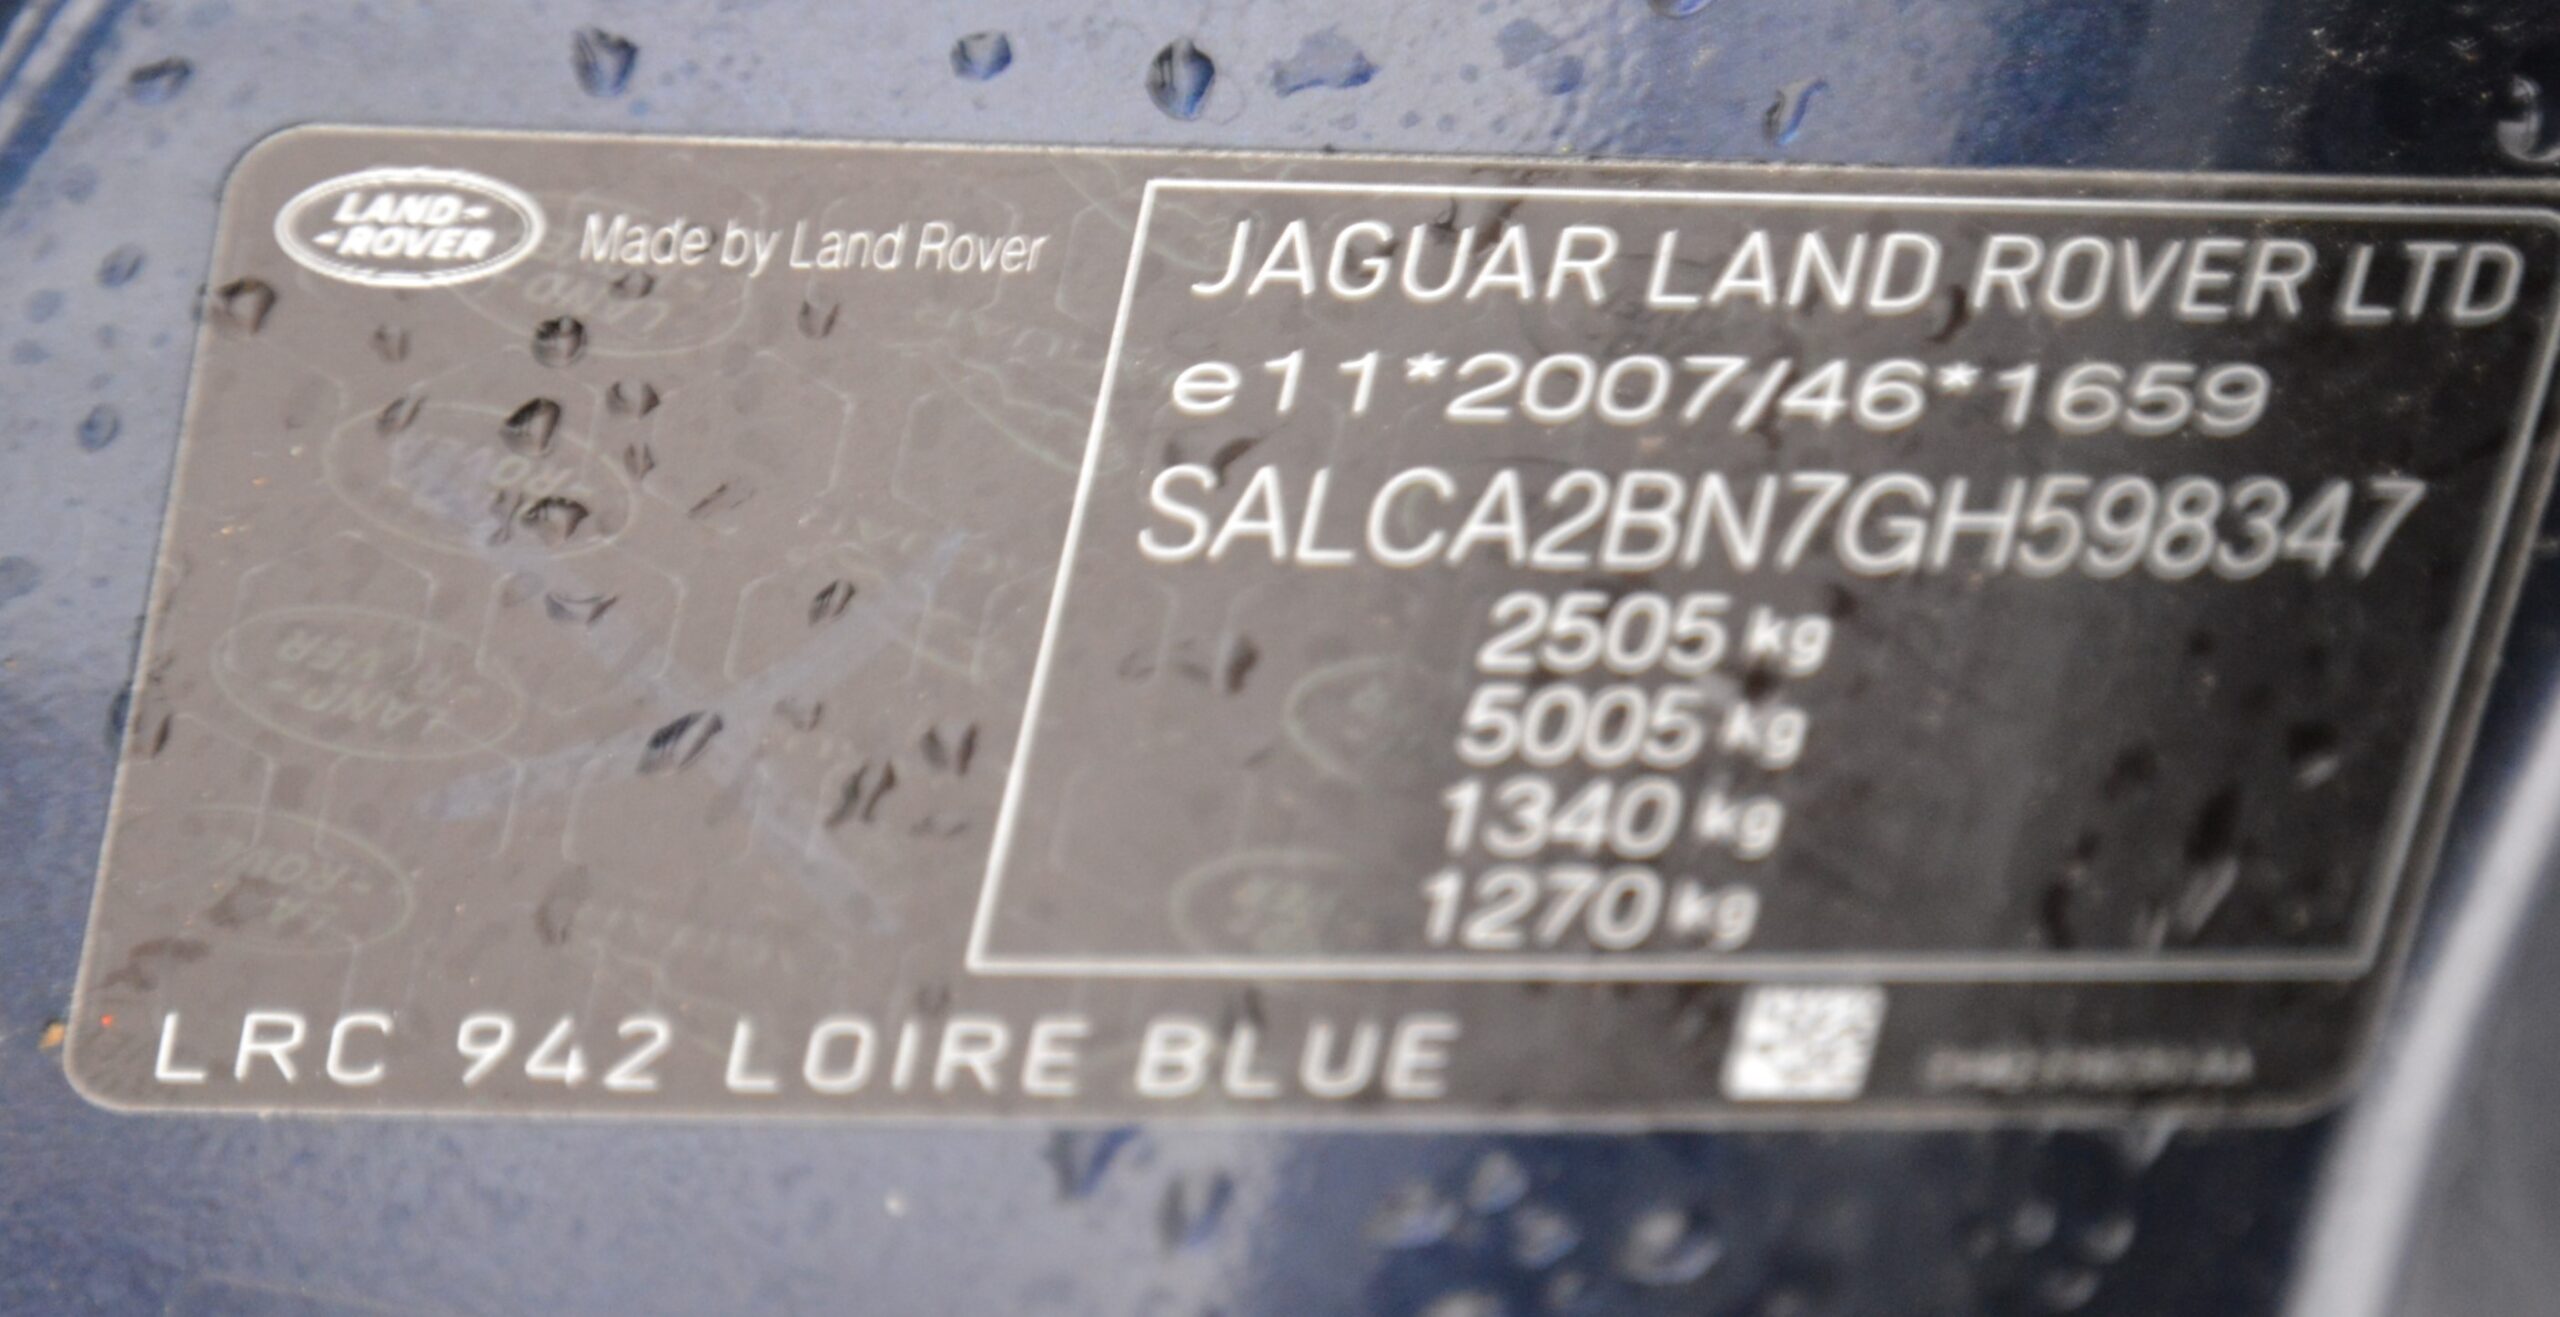 LAND-
-ROVER
Made by Land Rover
JAGUAR LAND ROVER LTD
e11*2007/46*1659
SALCA2BN7GH598347
2505 kg
5005 kg
1340 kg
1270 kg
LRC 942 LOIRE BLUE